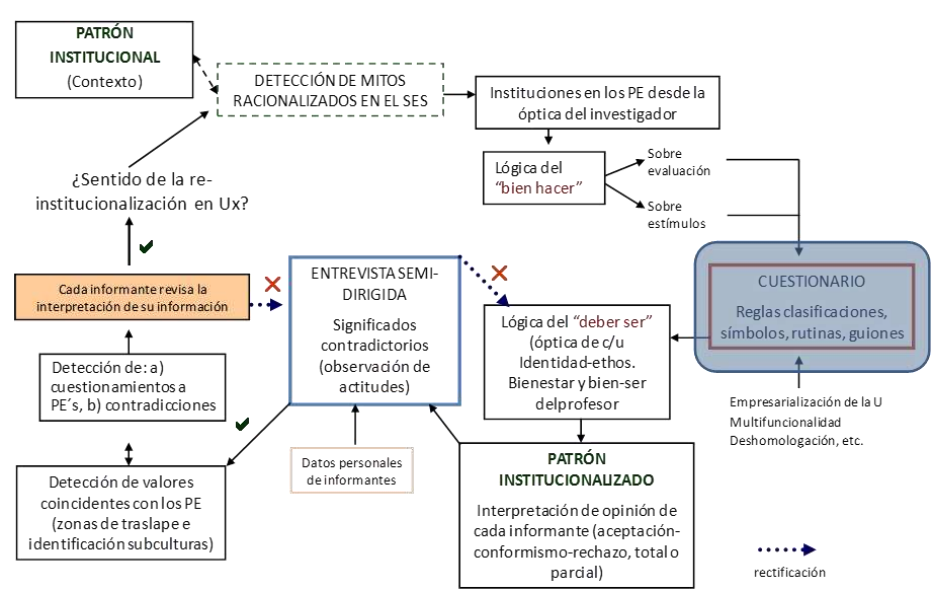 PATRÓN
INSTITUCIONAL
(Contexto)
DETECCIÓN DE MITOS
RACIONALIZADOS EN EL SES
Instituciones en los PE desde la
óptica del investigador
Lógica del
“bien hacer”
Sobre
evaluación
Sobre
estímulos
¿Sentido de la re-
institucionalización en Ux?
Cada informante revisa la
interpretación de su información
ENTREVISTA SEMI-
DIRIGIDA
Significados
contradictorios
(observación de
actitudes)
CUESTIONARIO
Reglas clasificaciones,
símbolos, rutinas, guiones
Lógica del “deber ser”
(óptica de c/u
Identidad-ethos.
Bienestar y bien-ser
delprofesor
Detección de: a)
cuestionamientos a
PE´s, b) contradicciones
Empresarialización de la U
Multifuncionalidad
Deshomologación, etc.
Datos personales
de informantes
Detección de valores
coincidentes con los PE
(zonas de traslape e
identificación subculturas)
PATRÓN
INSTITUCIONALIZADO
Interpretación de opinión de
cada informante (aceptación-
conformismo-rechazo, total o
parcial)
rectificación